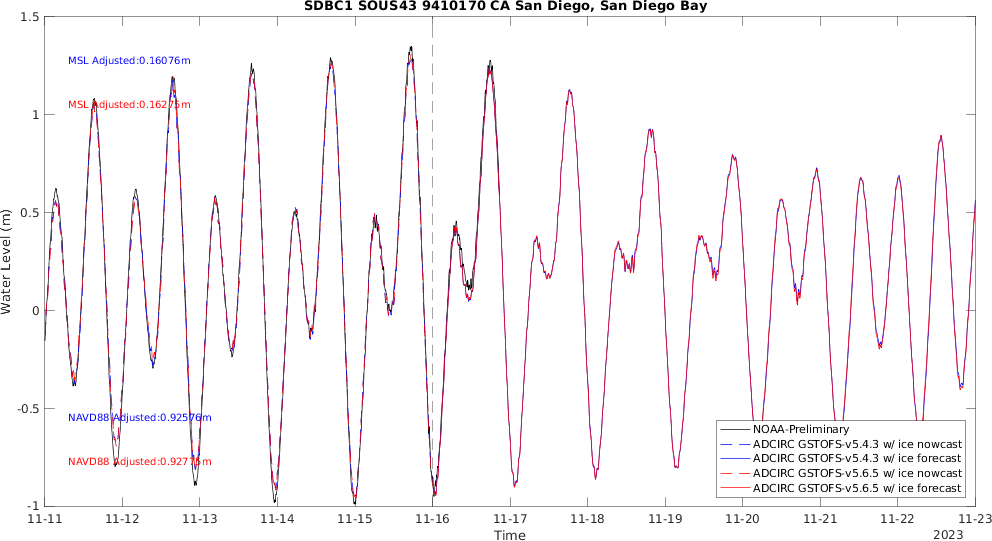 SDBC1 SOUS43 9410170 CA San Diego, San Diego Bay
1.5
MSL Adjusted:0.16076m
MSL Adjusted:0.16275m
1
0.5
Water Level (m)
0
-0.5
NAVD88 Adjusted:0.92576m
NAVD88 Adjusted:0.92775m
NOAA-Preliminary
ADCIRC GSTOFS-v5.4.3 w/ ice nowcast
ADCIRC GSTOFS-v5.4.3 w/ ice forecast
ADCIRC GSTOFS-v5.6.5 w/ ice nowcast
ADCIRC GSTOFS-v5.6.5 w/ ice forecast
-1
11-11 11-12 11-13 11-14 11-15 11-16 11-17 11-18 11-19 11-20 11-21 11-22 11-23
Time
2023